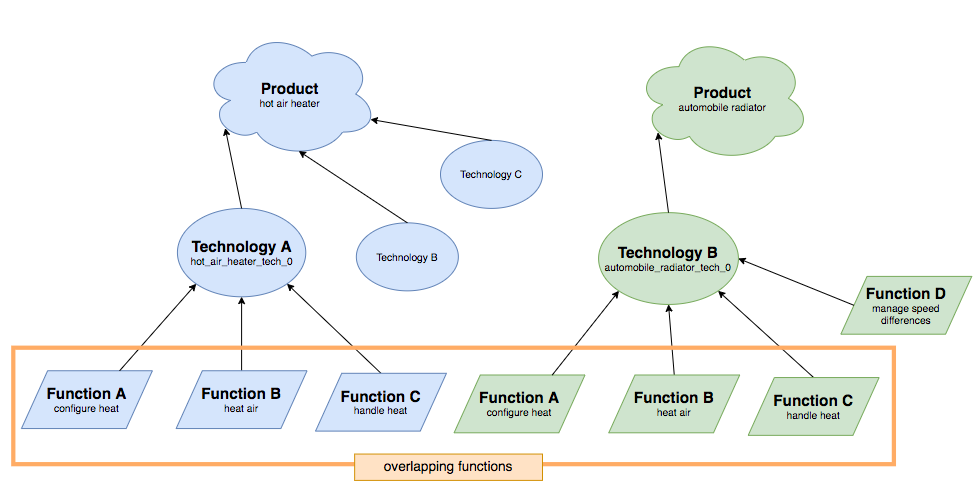 Product
hot air heater
Product
automobile radiator
Technology C
Technology A
hot_air_heater_tech_0
Technology B
Technology B
automobile_radiator_tech_0
Function D
manage speed
differences
Function A
configure heat
Function B
heat air
Function C
handle heat
Function A
configure heat
Function B
heat air
Function C
handle heat
overlapping functions